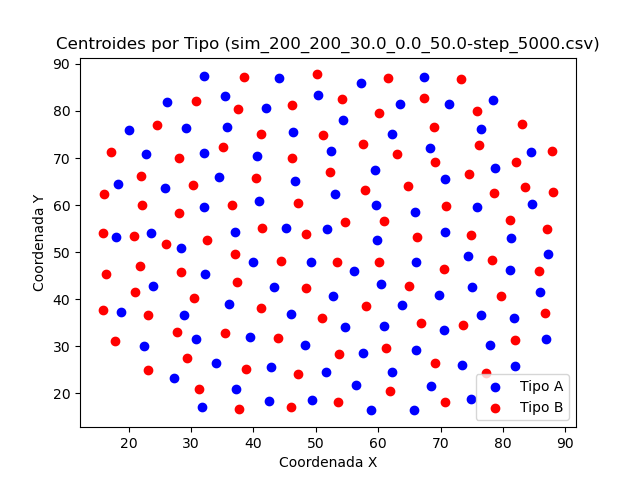 Centroides por Tipo (sim_200_200_30.0_0.0_50.0-step_5000.csv)
90
80
70
60
50
40
30
20
Coordenada Y
20 30 40 50 60 70 80 90
Coordenada X
Tipo A
Tipo B